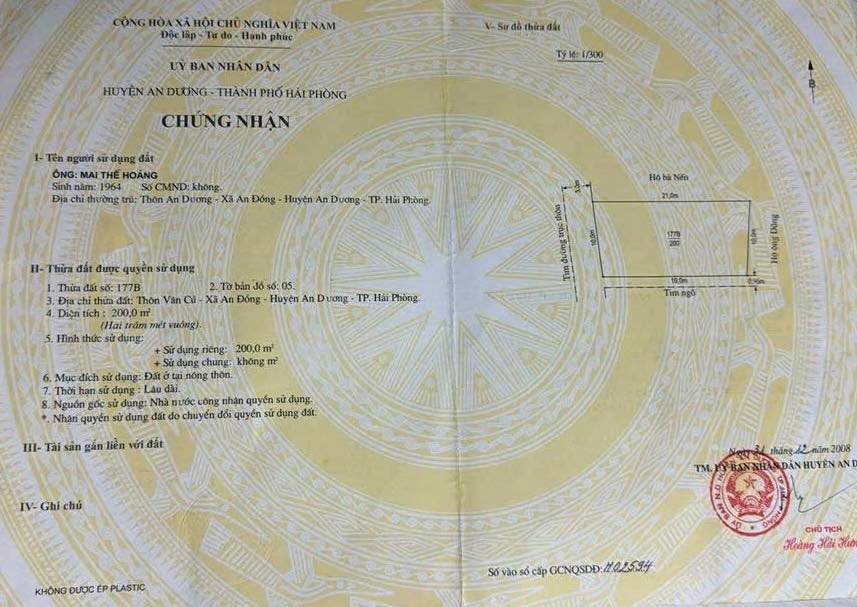 CỘNG HÒA XÃ HỘI CHỦ NGHĨA VIỆT NAM
Độc lập - Tự do - Hạnh phúc
UỶ BAN NHÂN DÂN
HUYỆN AN DƯƠNG - THÀNH PHỐ HẢI PHÒNG
CHỨNG NHẬN
I- Tên người sử dụng đất
ÔNG: MAI THẾ HOÁNG
Sinh năm: 1964 Số CMND: không.
Địa chỉ thường trú: Thôn An Dương - Xã An Đồng - Huyện An Dương - TP. Hải Phòng.
II- Thửa đất được quyền sử dụng
1. Thửa đất số: 177B 2. Tờ bản đồ số: 05.
3. Địa chỉ thửa đất: Thôn Văn Cú - Xã An Đồng - Huyện An Dương - TP. Hải Phòng.
4. Diện tích : 200,0 m²
(Hai trăm mét vuông).
5. Hình thức sử dụng:
+ Sử dụng riêng: 200,0 m²
+ Sử dụng chung: không m²
6. Mục đích sử dụng: Đất ở tại nông thôn.
7. Thời hạn sử dụng : Lâu dài.
8. Nguồn gốc sử dụng: Nhà nước công nhận quyền sử dụng.
*. Nhận quyền sử dụng đất do chuyển đổi quyền sử dụng đất.
III- Tài sản gắn liền với đất
IV- Ghi chú
KHÔNG ĐƯỢC ÉP PLASTIC
V- Sơ đồ thửa đất
Tỷ lệ: 1/300
B
Hộ bà Nến
21,0m
5,0m
Tim đường trục thôn
10,0m
177B
200
10,0m
Hộ ông Dũng
19,0m
0,95m
Tim ngõ
Ngày 31 tháng 12 năm 2008
TM. UỶ BAN NHÂN DÂN HUYỆN AN D
CHỦ TỊCH
Hoàng Hải
Số vào sổ cấp GCNQSDĐ: H02594